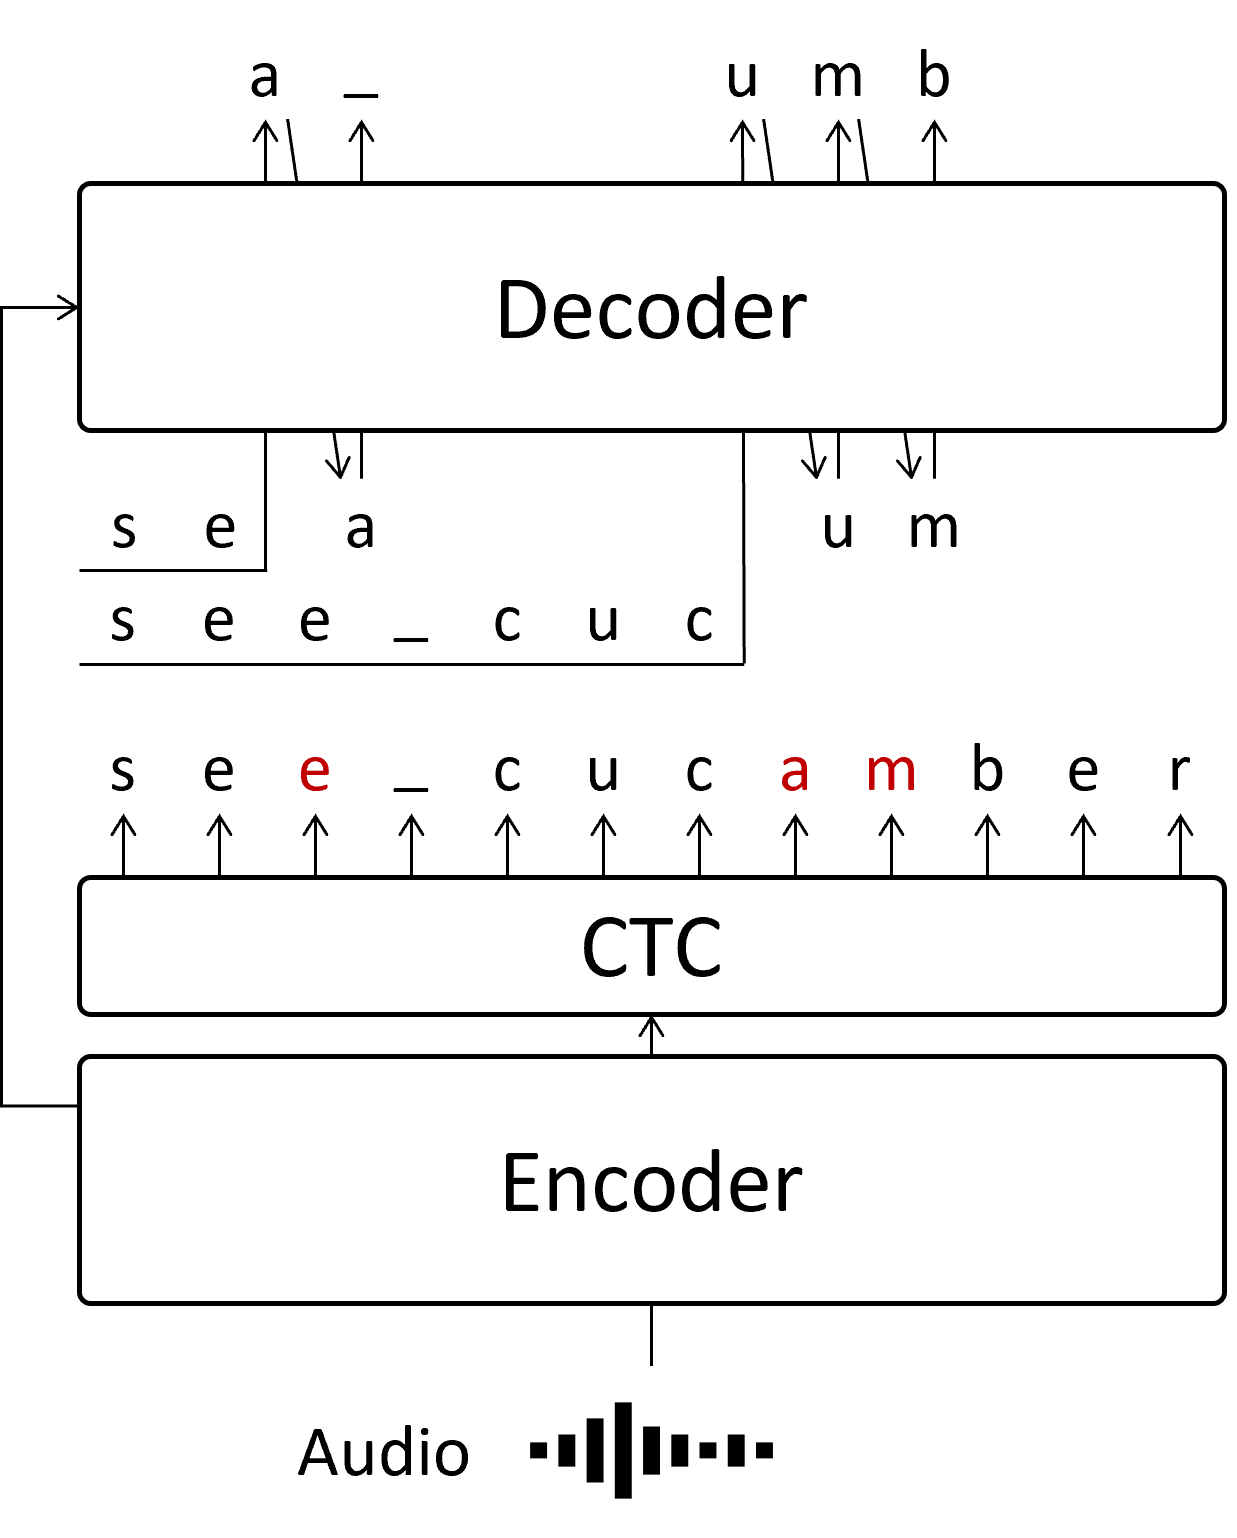 a _ u m b
Decoder
s e a u m
s e e _ c u c
s e e _ c u c a m b e r
CTC
Encoder
Audio